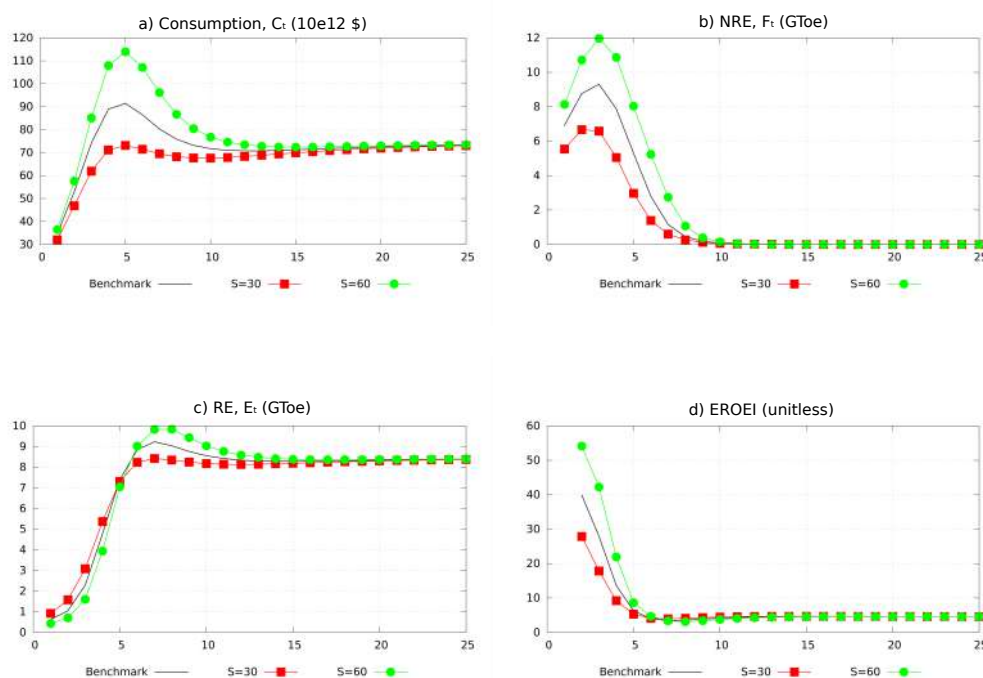 a) Consumption, Cₜ (10e12 $)
120
110
100
90
80
70
60
50
40
30
0 5 10 15 20 25
Benchmark S=30 S=60
b) NRE, Fₜ (GToe)
12
10
8
6
4
2
0
0 5 10 15 20 25
Benchmark S=30 S=60
c) RE, Eₜ (GToe)
10
9
8
7
6
5
4
3
2
1
0
0 5 10 15 20 25
Benchmark S=30 S=60
d) EROEI (unitless)
60
50
40
30
20
10
0
0 5 10 15 20 25
Benchmark S=30 S=60